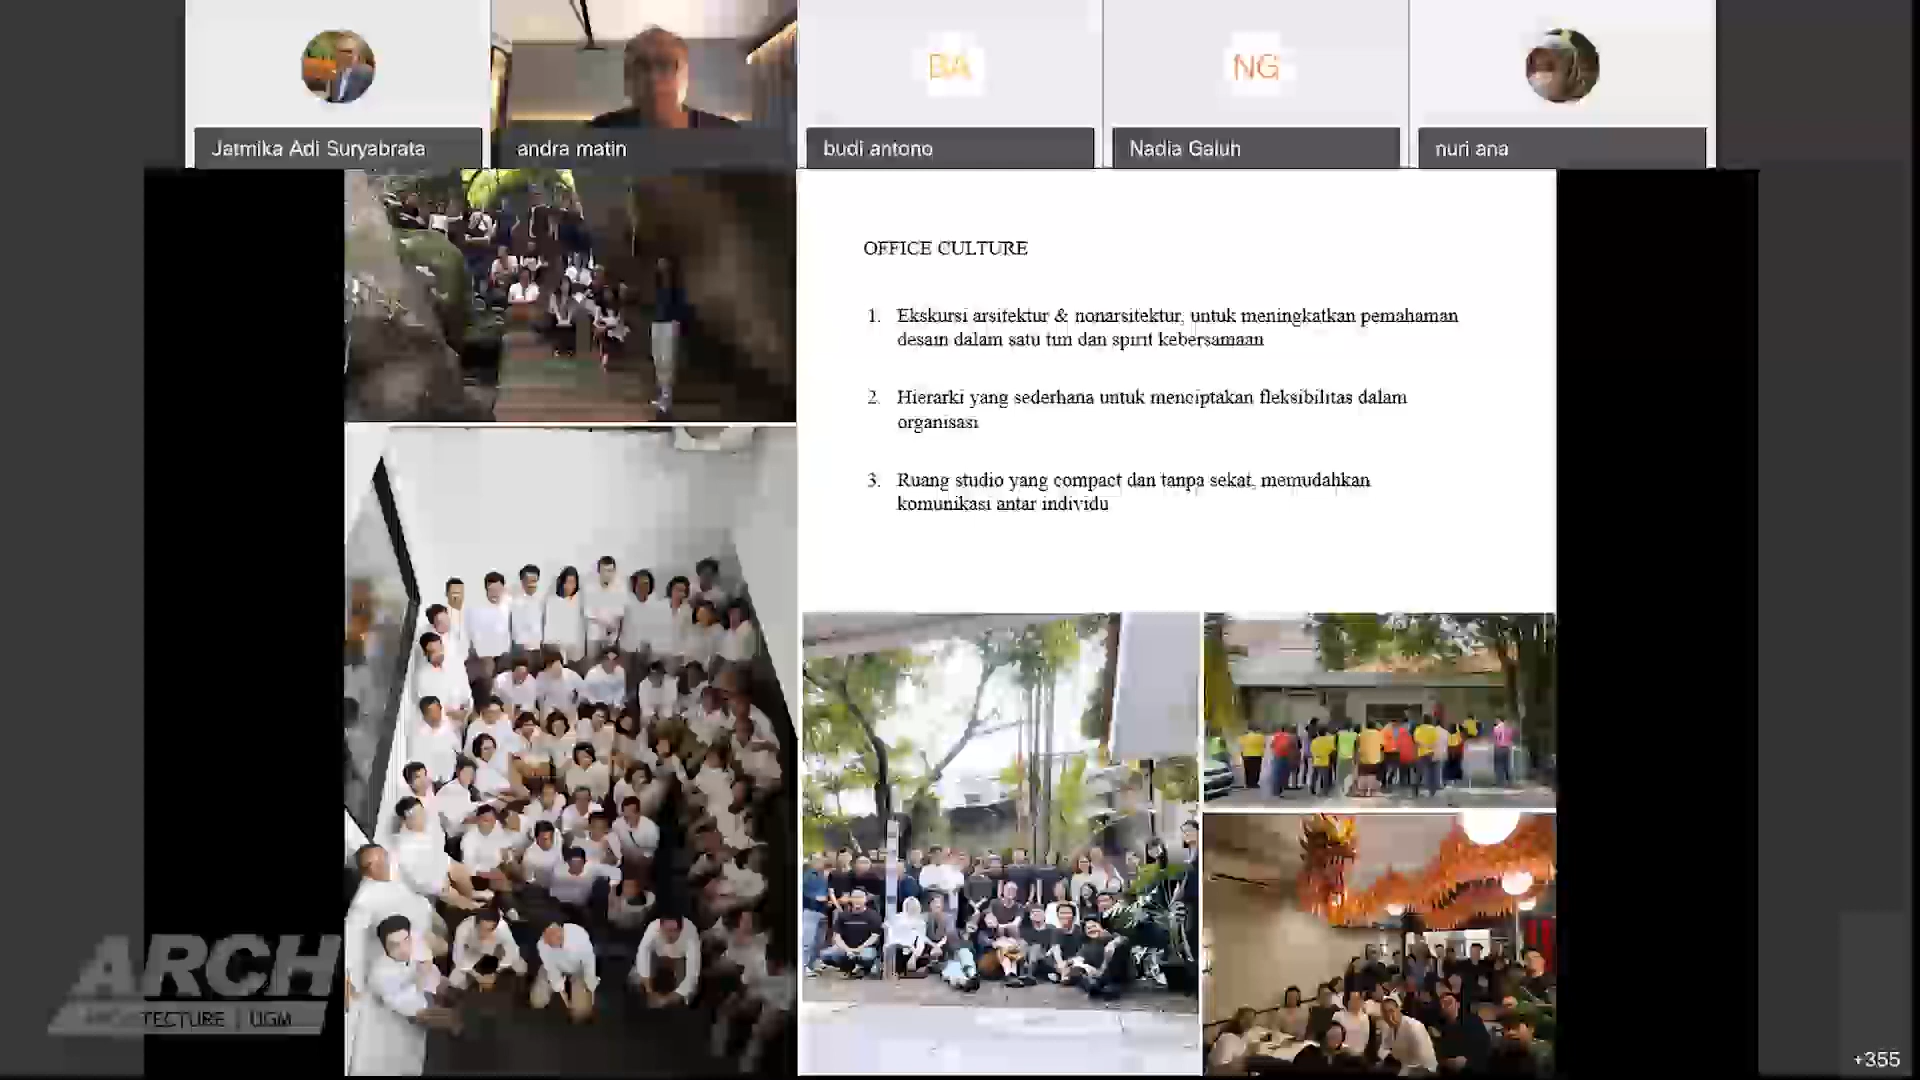 BA
NG
Jatmika Adi Suryabrata
andra matin
budi antono
Nadia Galuh
nuri ana
OFFICE CULTURE
1. Ekskursi arsitektur & nonarsitektur, untuk meningkatkan pemahaman
desain dalam satu tim dan spirit kebersamaan
2. Hierarki yang sederhana untuk menciptakan fleksibilitas dalam
organisasi
3. Ruang studio yang compact dan tanpa sekat, memudahkan
komunikasi antar individu
ARCH
ARCHITECTURE | UGM
+355